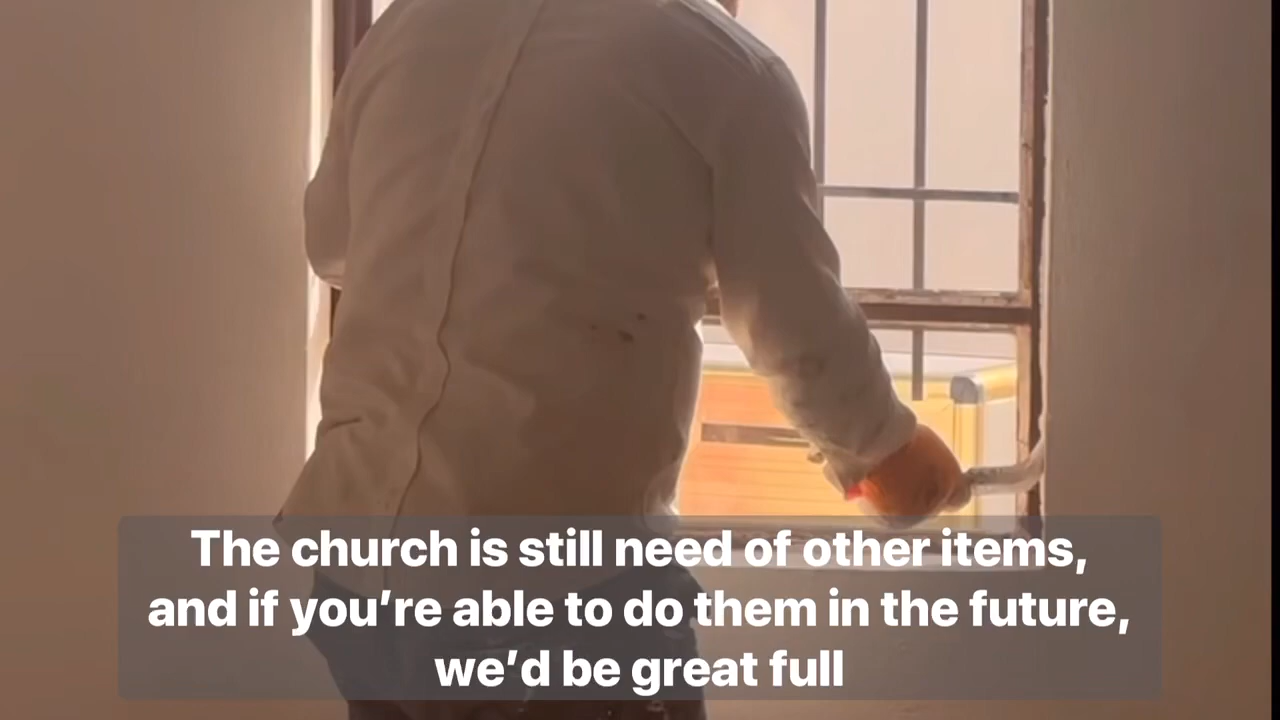 The church is still need of other items,
and if you’re able to do them in the future,
we’d be great full